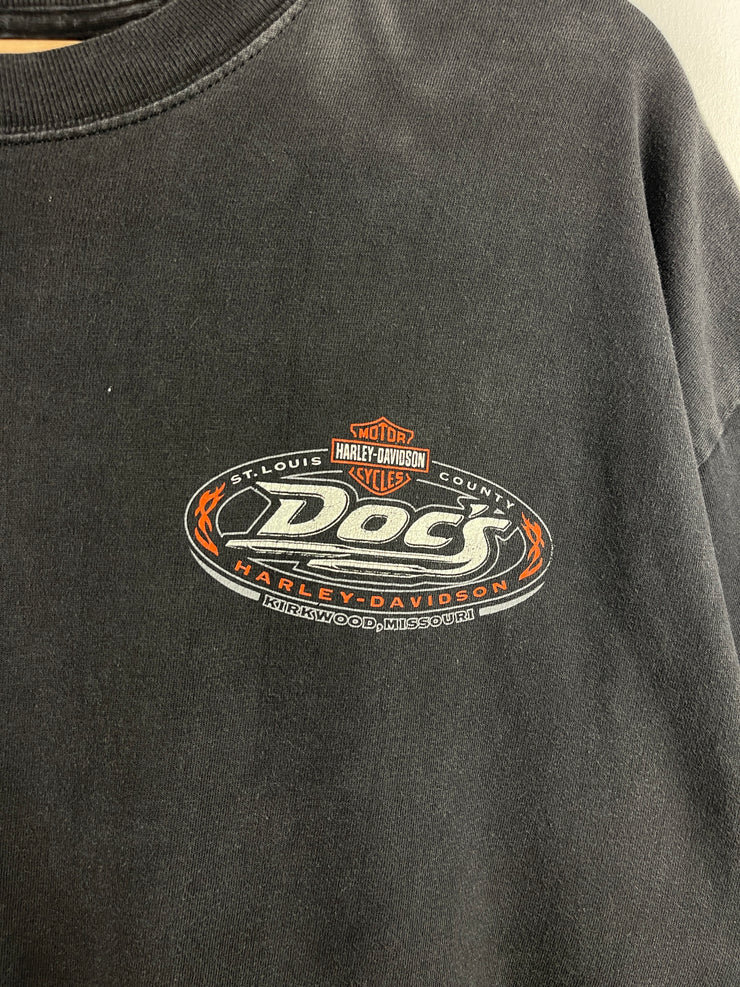 MOTOR
HARLEY-DAVIDSON
CYCLES
ST. LOUIS COUNTY
Doc's
HARLEY-DAVIDSON
KIRKWOOD, MISSOURI